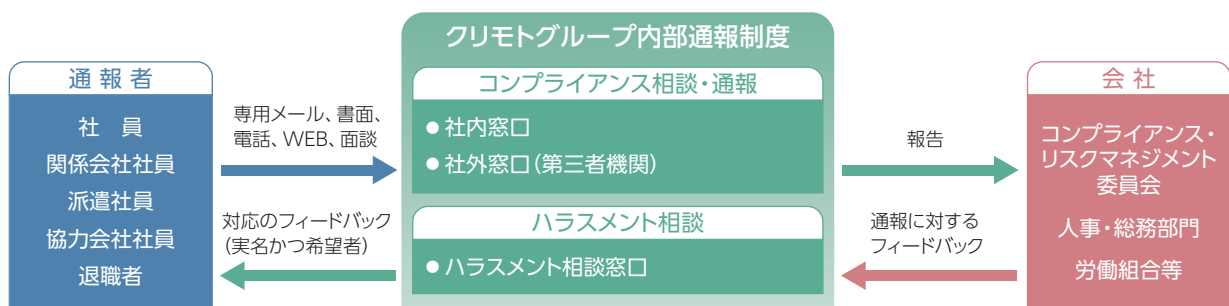 通報者
社　員
関係会社社員
派遣社員
協力会社社員
退職者
専用メール、書面、
電話、WEB、面談
対応のフィードバック
(実名かつ希望者)
クリモトグループ内部通報制度
コンプライアンス相談・通報
●社内窓口
●社外窓口(第三者機関)
ハラスメント相談
●ハラスメント相談窓口
報告
通報に対する
フィードバック
会社
コンプライアンス・
リスクマネジメント
委員会
人事・総務部門
労働組合等